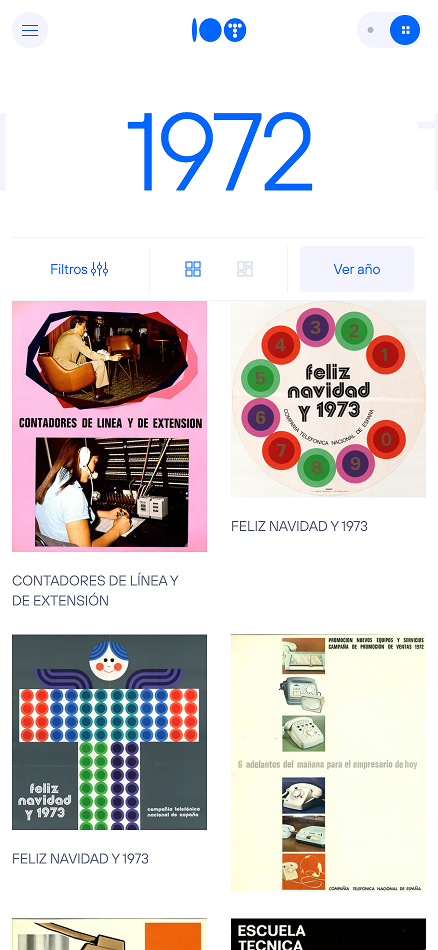 1972
Filtros
Ver año
CONTADORES DE LINEA Y DE EXTENSION
CONTADORES DE LÍNEA Y
DE EXTENSIÓN
3
2
4
1
5
6
0
7
8
9
feliz
navidad
y 1973
COMPAÑIA TELEFONICA NACIONAL DE ESPAÑA
FELIZ NAVIDAD Y 1973
feliz
navidad
y 1973
compañia telefónica
nacional de españa
FELIZ NAVIDAD Y 1973
PROMOCION NUEVOS EQUIPOS Y SERVICIOS
CAMPAÑA DE PROMOCIÓN DE VENTAS 1972
6 adelantos del mañana para el empresario de hoy
COMPAÑIA TELEFONICA NACIONAL DE ESPAÑA
ESCUELA
TECNICA